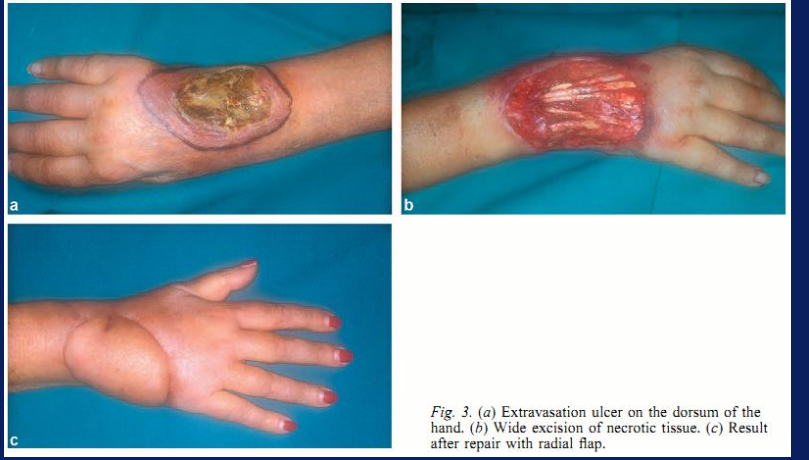 a
b
c
Fig. 3. (a) Extravasation ulcer on the dorsum of the
hand. (b) Wide excision of necrotic tissue. (c) Result
after repair with radial flap.